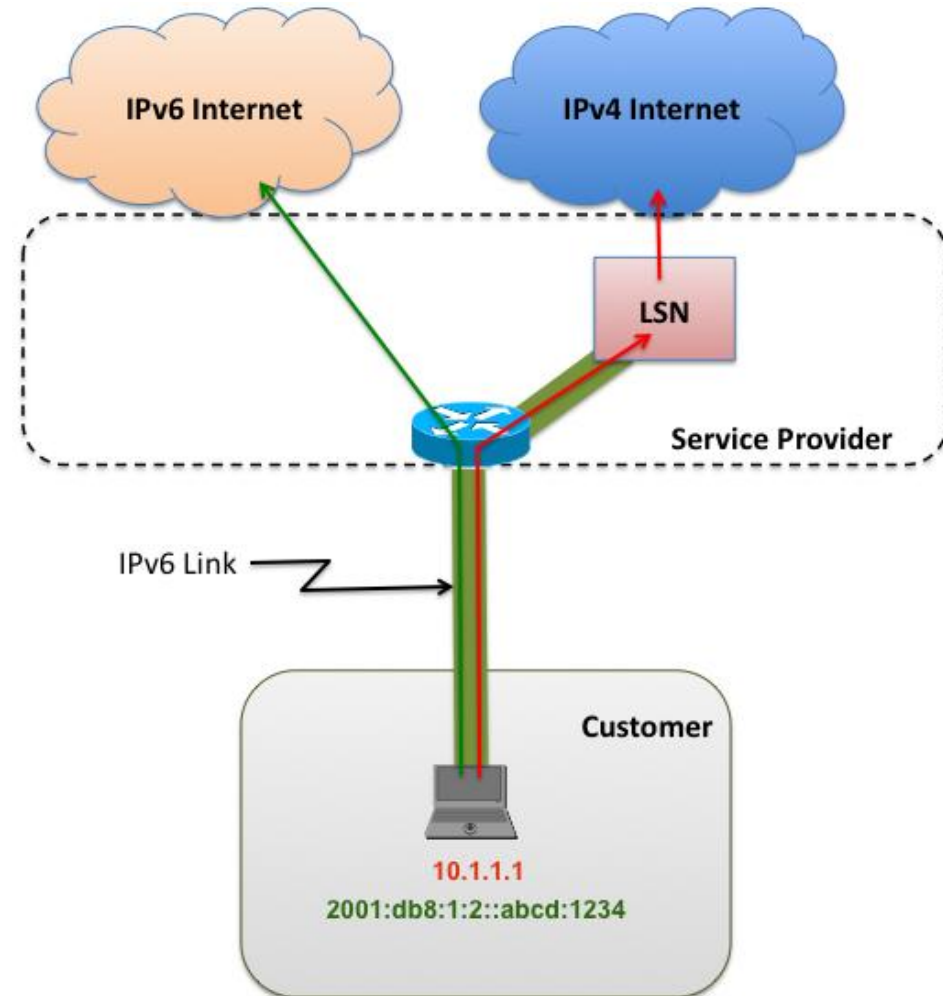 IPv6 Internet
IPv4 Internet
LSN
Service Provider
IPv6 Link
Customer
10.1.1.1
2001:db8:1:2::abcd:1234